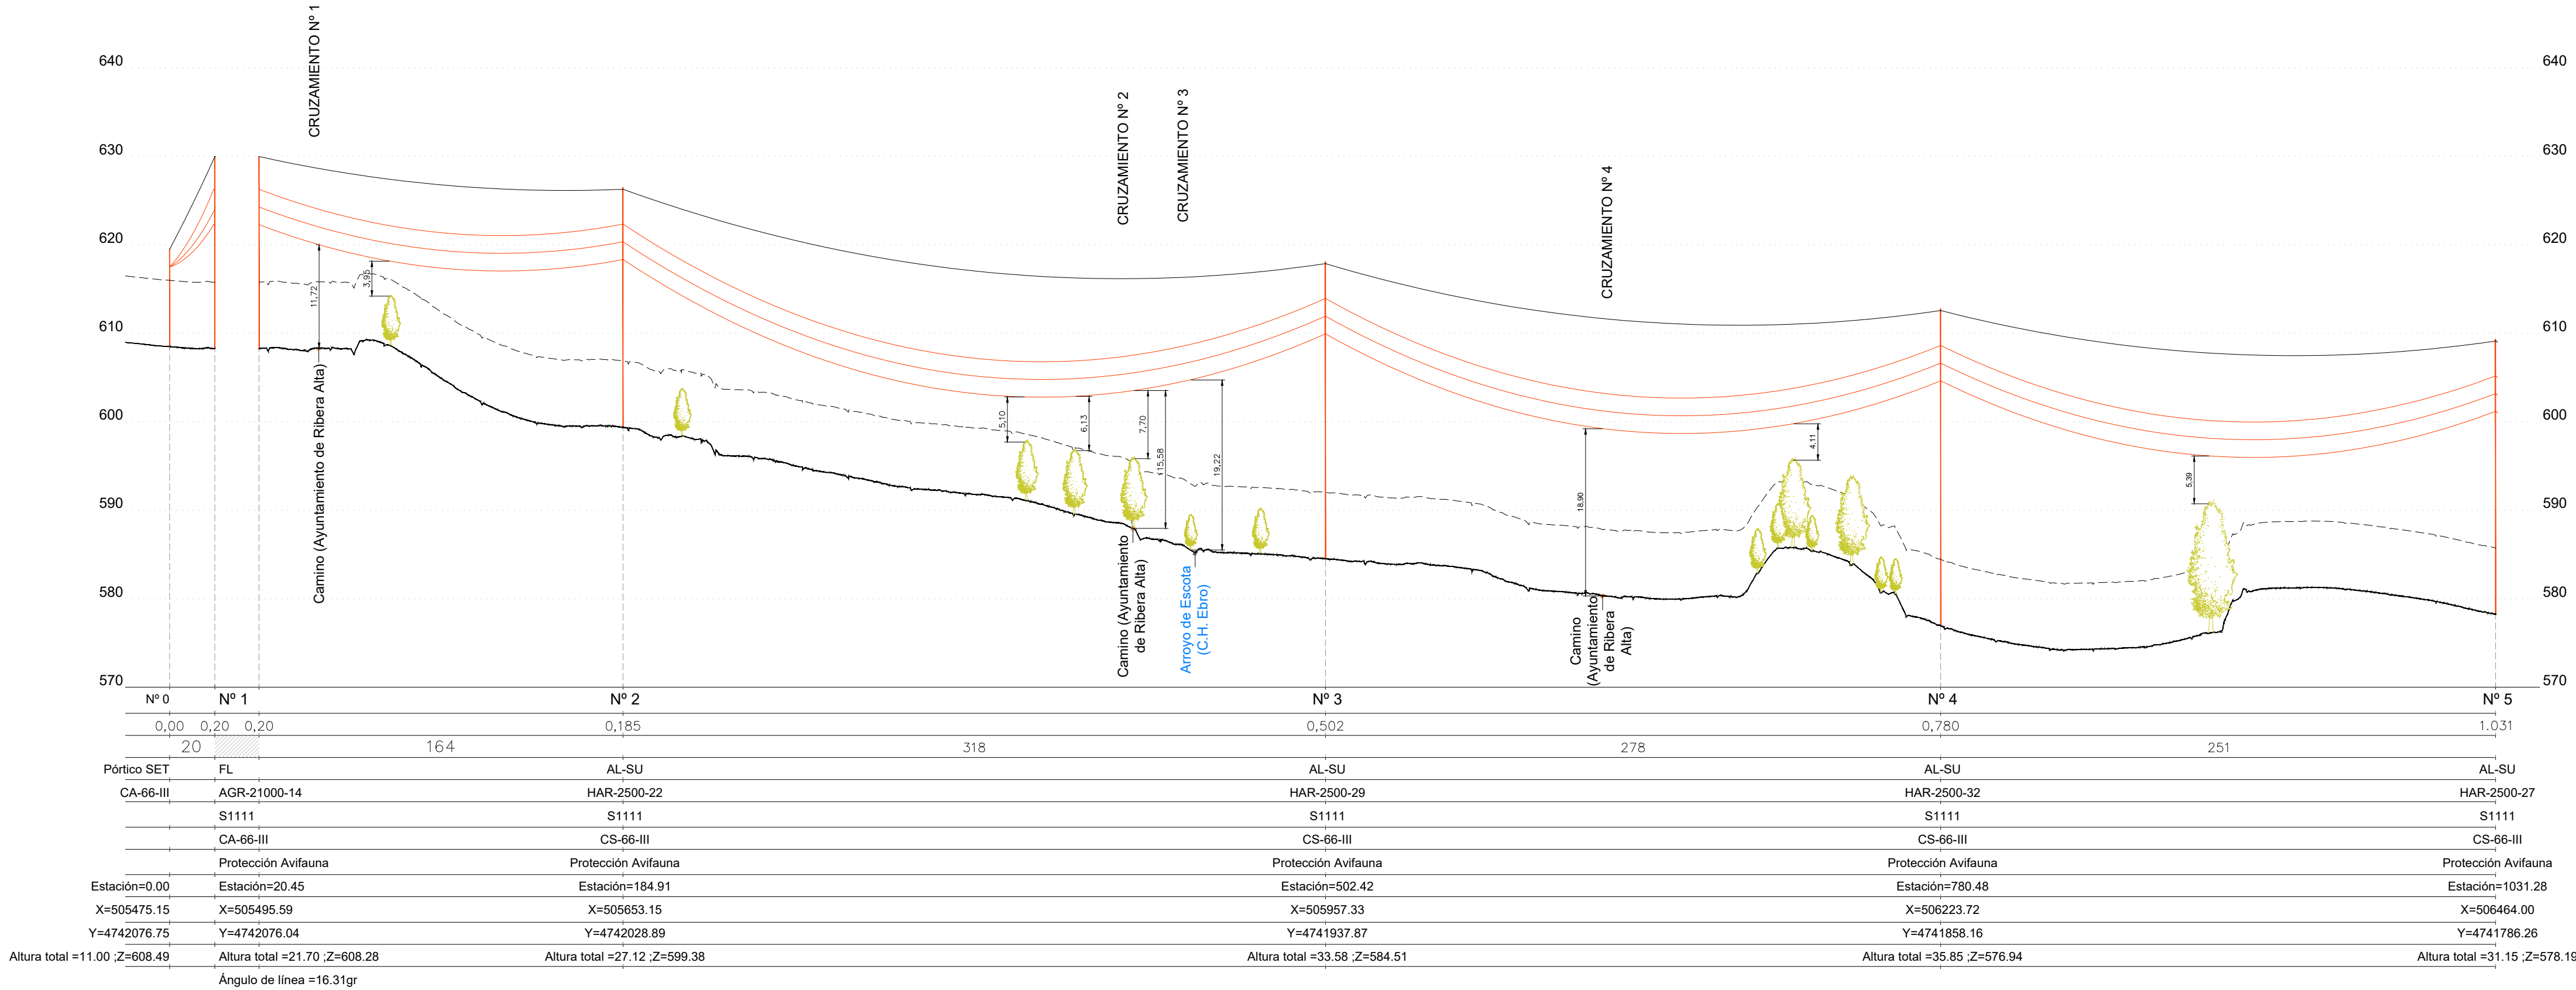 CRUZAMIENTO Nº 1
CRUZAMIENTO Nº 2
CRUZAMIENTO Nº 3
CRUZAMIENTO Nº 4
640 640
630 630
620 620
610 610
600 600
590 590
580 580
570 570
11,72
3,95
5,10
6,13
7,70
15,58
19,22
18,90
4,11
5,39
Camino (Ayuntamiento de Ribera Alta)
Camino (Ayuntamiento
de Ribera Alta)
Arroyo de Escota
(C.H. Ebro)
Camino
(Ayuntamiento
de Ribera
Alta)
Nº 0 Nº 1 Nº 2 Nº 3 Nº 4 Nº 5
0,00 0,20 0,20 0,185 0,502 0,780 1.031
20 164 318 278 251
Pórtico SET FL AL-SU AL-SU AL-SU AL-SU
CA-66-III AGR-21000-14 HAR-2500-22 HAR-2500-29 HAR-2500-32 HAR-2500-27
S1111 S1111 S1111 S1111 S1111
CA-66-III CS-66-III CS-66-III CS-66-III CS-66-III
Protección Avifauna Protección Avifauna Protección Avifauna Protección Avifauna Protección Avifauna
Estación=0.00 Estación=20.45 Estación=184.91 Estación=502.42 Estación=780.48 Estación=1031.28
X=505475.15 X=505495.59 X=505653.15 X=505957.33 X=506223.72 X=506464.00
Y=4742076.75 Y=4742076.04 Y=4742028.89 Y=4741937.87 Y=4741858.16 Y=4741786.26
Altura total =11.00 ;Z=608.49 Altura total =21.70 ;Z=608.28 Altura total =27.12 ;Z=599.38 Altura total =33.58 ;Z=584.51 Altura total =35.85 ;Z=576.94 Altura total =31.15 ;Z=578.19
Ángulo de línea =16.31gr